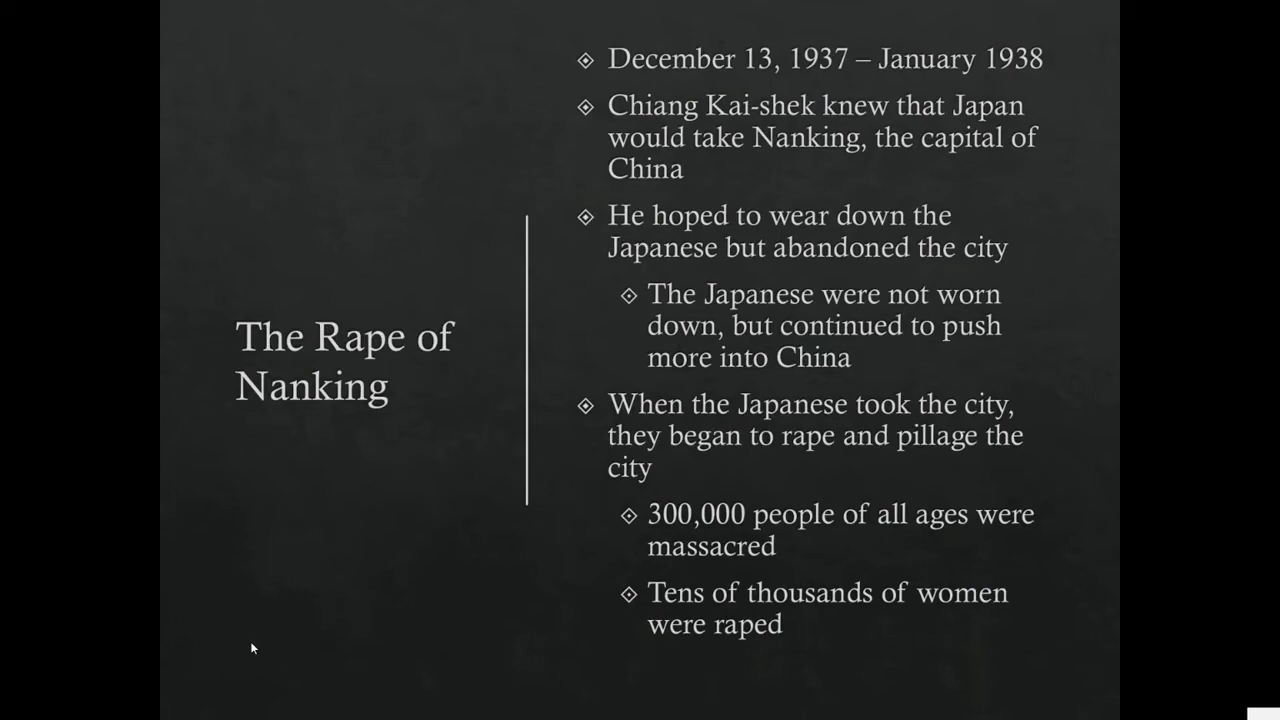 The Rape of
Nanking
December 13, 1937 – January 1938
Chiang Kai-shek knew that Japan
would take Nanking, the capital of
China
He hoped to wear down the
Japanese but abandoned the city
The Japanese were not worn
down, but continued to push
more into China
When the Japanese took the city,
they began to rape and pillage the
city
300,000 people of all ages were
massacred
Tens of thousands of women
were raped